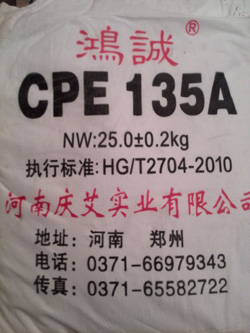 鴻誠®
CPE 135A
NW:25.0±0.2kg
执行标准:HG/T2704-2010
河南庆艾实业有限公司
地址: 河南 郑州
电话: 0371-66979343
传真: 0371-65582722